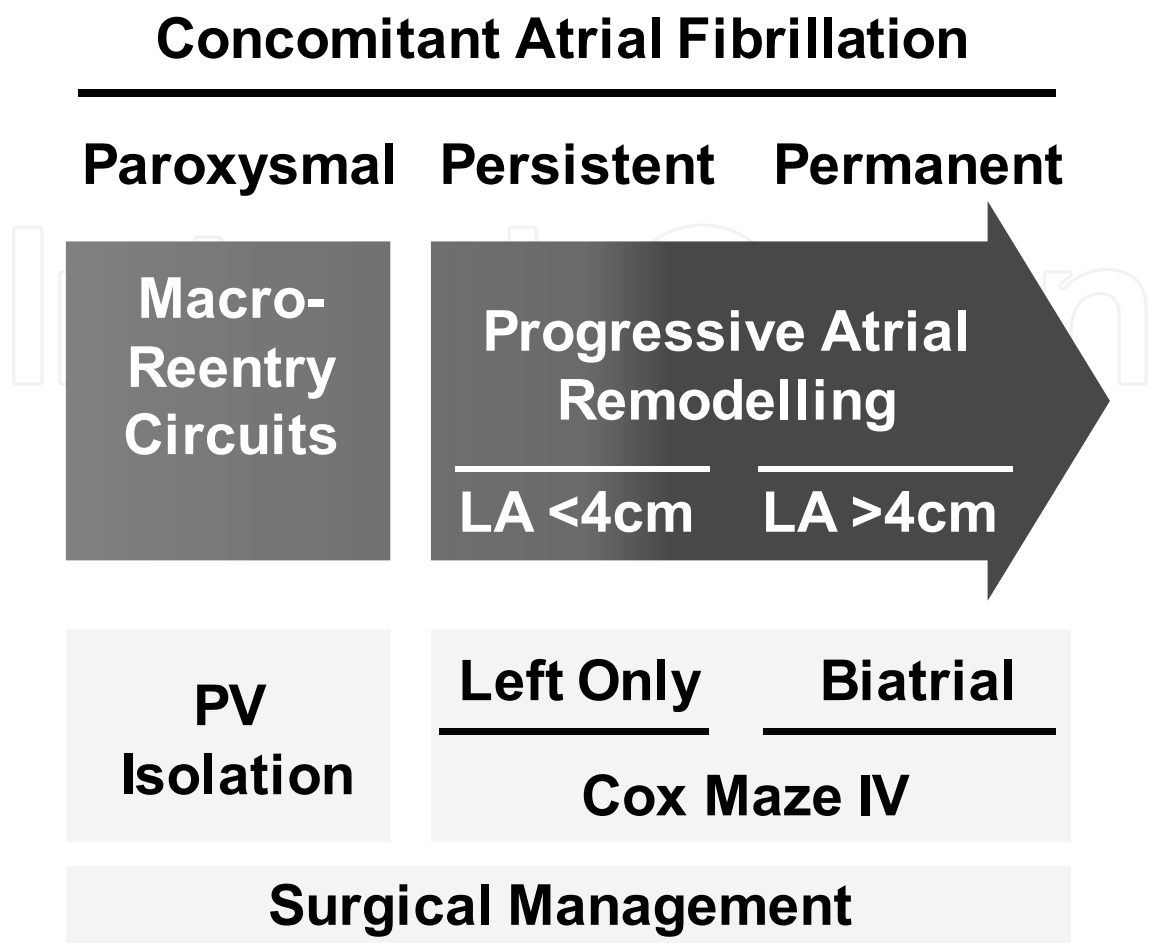 Concomitant Atrial Fibrillation
Paroxysmal Persistent Permanent
Macro-
Reentry
Circuits
Progressive Atrial
Remodelling
LA <4cm LA >4cm
PV
Isolation
Left Only Biatrial
Cox Maze IV
Surgical Management